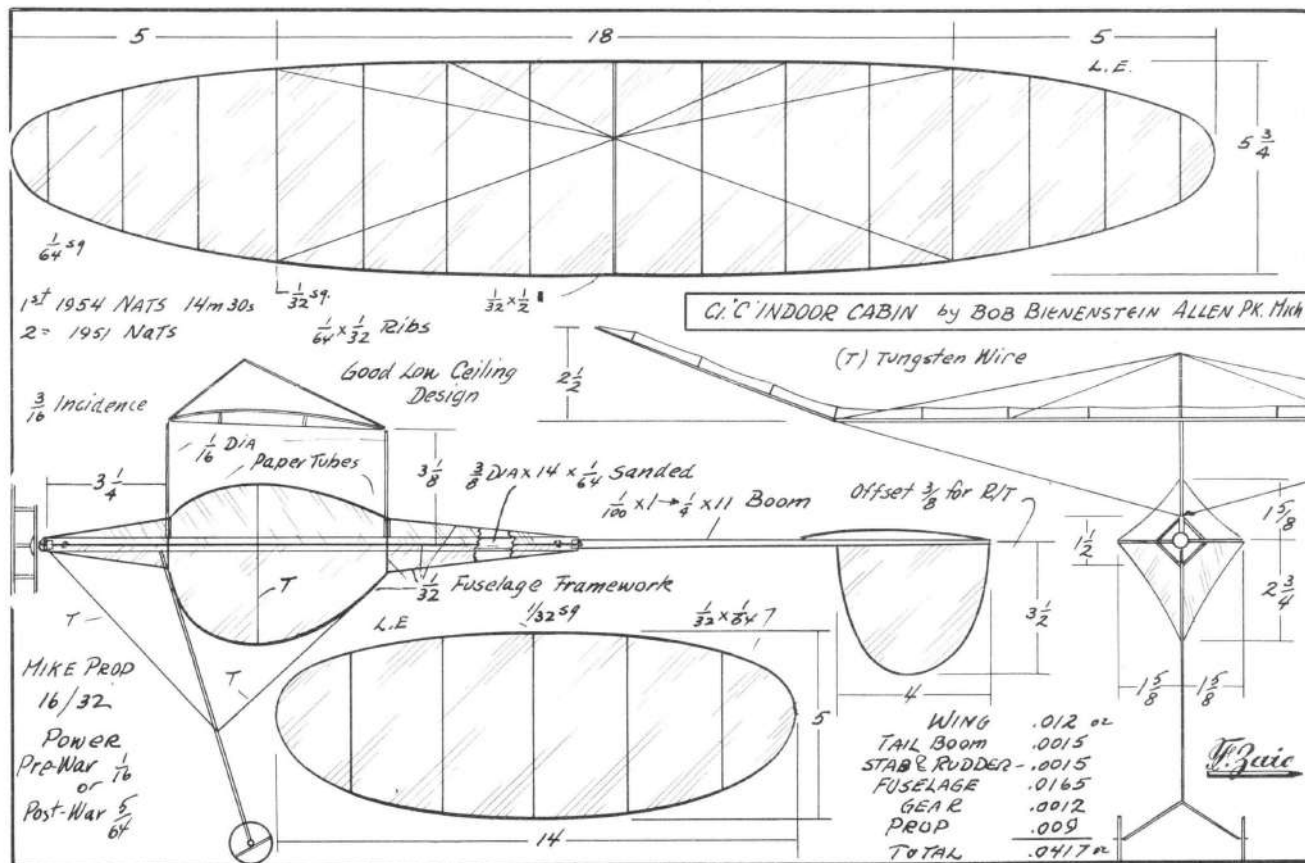 5 18 5
L.E.
5 3/4
1/64 sq
1/32 sq.
1/32 x 1/2
1st 1954 NATS 14m 30s
2= 1951 NATS
1/64 x 1/32 Ribs
Cl. "C" INDOOR CABIN by BOB BIENENSTEIN ALLEN PK. Mich
Good Low Ceiling
Design
2 1/2
(T) Tungsten Wire
3/16 Incidence
1/16 DIA
Paper Tubes
3 1/4
3 1/8
3/8 DIA x 14 x 1/64 Sanded
1/100 x 1 → 1/4 x 11 Boom
Offset 3/8 for R/T
1 5/8
1 1/2
2 3/4
1/32 Fuselage Framework
T
T
T
L.E
1/32 sq
1/32 x 1/64
3 1/2
4
1 5/8 1 5/8
MIKE PROP
16/32
POWER
Pre-War 1/16
or
Post-War 5/64
5
14
WING .012 oz
TAIL BOOM .0015
STAB & RUDDER - .0015
FUSELAGE .0165
GEAR .0012
PROP .009
TOTAL .0417 oz
F. Zaic